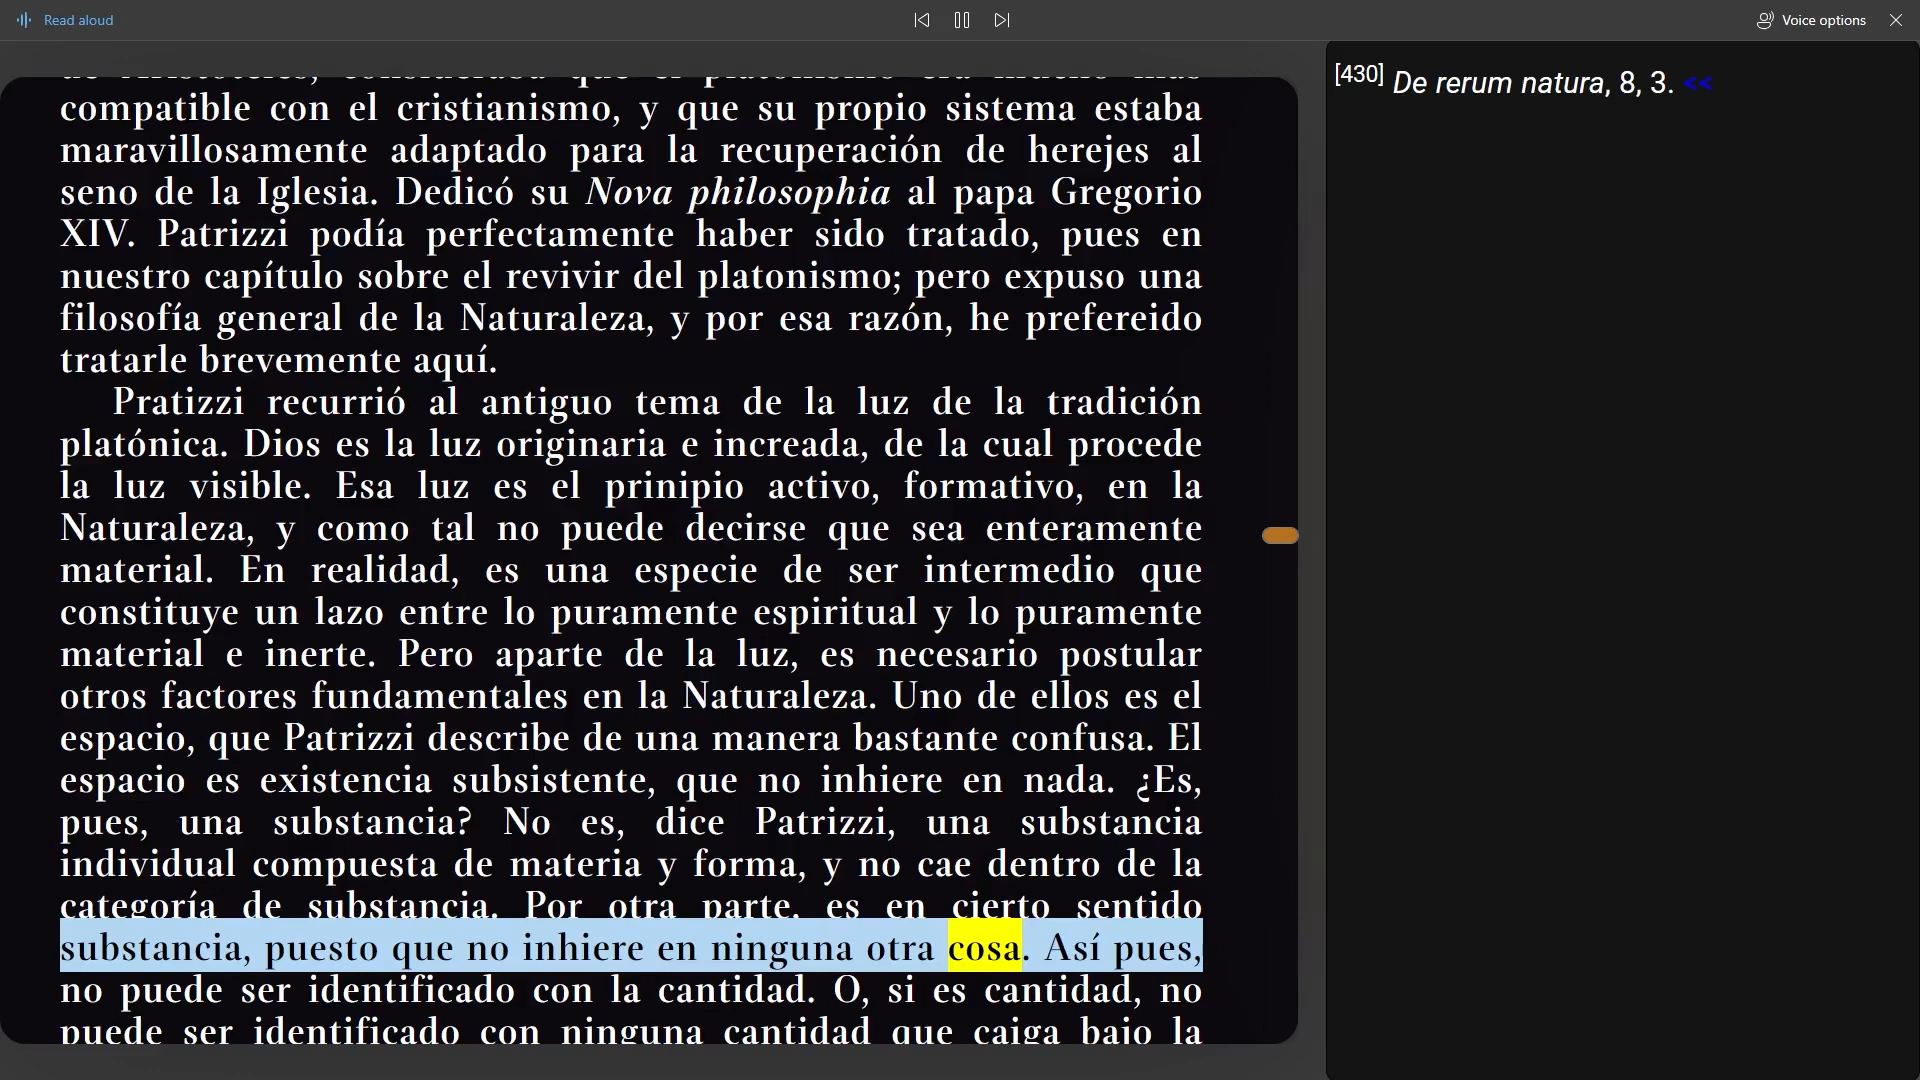 Read aloud
Voice options
de Aristóteles, consideraba que el platonismo era mucho más
compatible con el cristianismo, y que su propio sistema estaba
maravillosamente adaptado para la recuperación de herejes al
seno de la Iglesia. Dedicó su Nova philosophia al papa Gregorio
XIV. Patrizzi podía perfectamente haber sido tratado, pues en
nuestro capítulo sobre el revivir del platonismo; pero expuso una
filosofía general de la Naturaleza, y por esa razón, he prefereido
tratarle brevemente aquí.
Pratizzi recurrió al antiguo tema de la luz de la tradición
platónica. Dios es la luz originaria e increada, de la cual procede
la luz visible. Esa luz es el prinipio activo, formativo, en la
Naturaleza, y como tal no puede decirse que sea enteramente
material. En realidad, es una especie de ser intermedio que
constituye un lazo entre lo puramente espiritual y lo puramente
material e inerte. Pero aparte de la luz, es necesario postular
otros factores fundamentales en la Naturaleza. Uno de ellos es el
espacio, que Patrizzi describe de una manera bastante confusa. El
espacio es existencia subsistente, que no inhiere en nada. ¿Es,
pues, una substancia? No es, dice Patrizzi, una substancia
individual compuesta de materia y forma, y no cae dentro de la
categoría de substancia. Por otra parte, es en cierto sentido
substancia, puesto que no inhiere en ninguna otra cosa. Así pues,
no puede ser identificado con la cantidad. O, si es cantidad, no
puede ser identificado con ninguna cantidad que caiga bajo la
[430] De rerum natura, 8, 3. <<